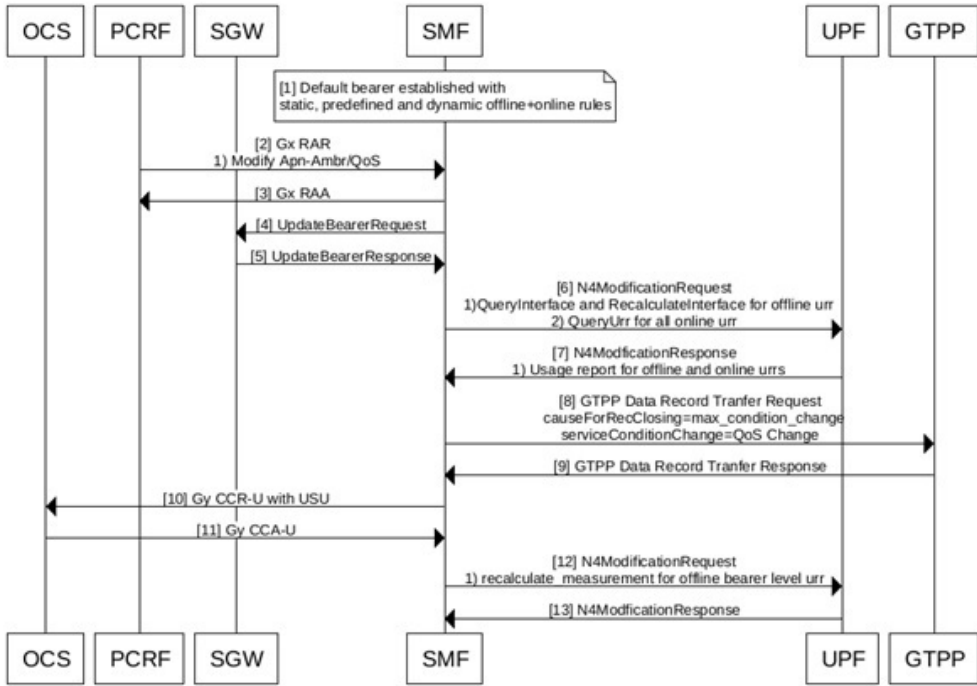 OCS PCRF SGW SMF UPF GTPP
[1] Default bearer established with
static, predefined and dynamic offline+online rules
[2] Gx RAR
1) Modify Apn-Ambr/QoS
[3] Gx RAA
[4] UpdateBearerRequest
[5] UpdateBearerResponse
[6] N4ModificationRequest
1)QueryInterface and RecalculateInterface for offline urr
2) QueryUrr for all online urr
[7] N4ModficationResponse
1) Usage report for offline and online urrs
[8] GTPP Data Record Tranfer Request
causeForRecClosing=max_condition_change
serviceConditionChange=QoS Change
[9] GTPP Data Record Tranfer Response
[10] Gy CCR-U with USU
[11] Gy CCA-U
[12] N4ModificationRequest
1) recalculate_measurement for offline bearer level urr
[13] N4ModficationResponse
OCS PCRF SGW SMF UPF GTPP